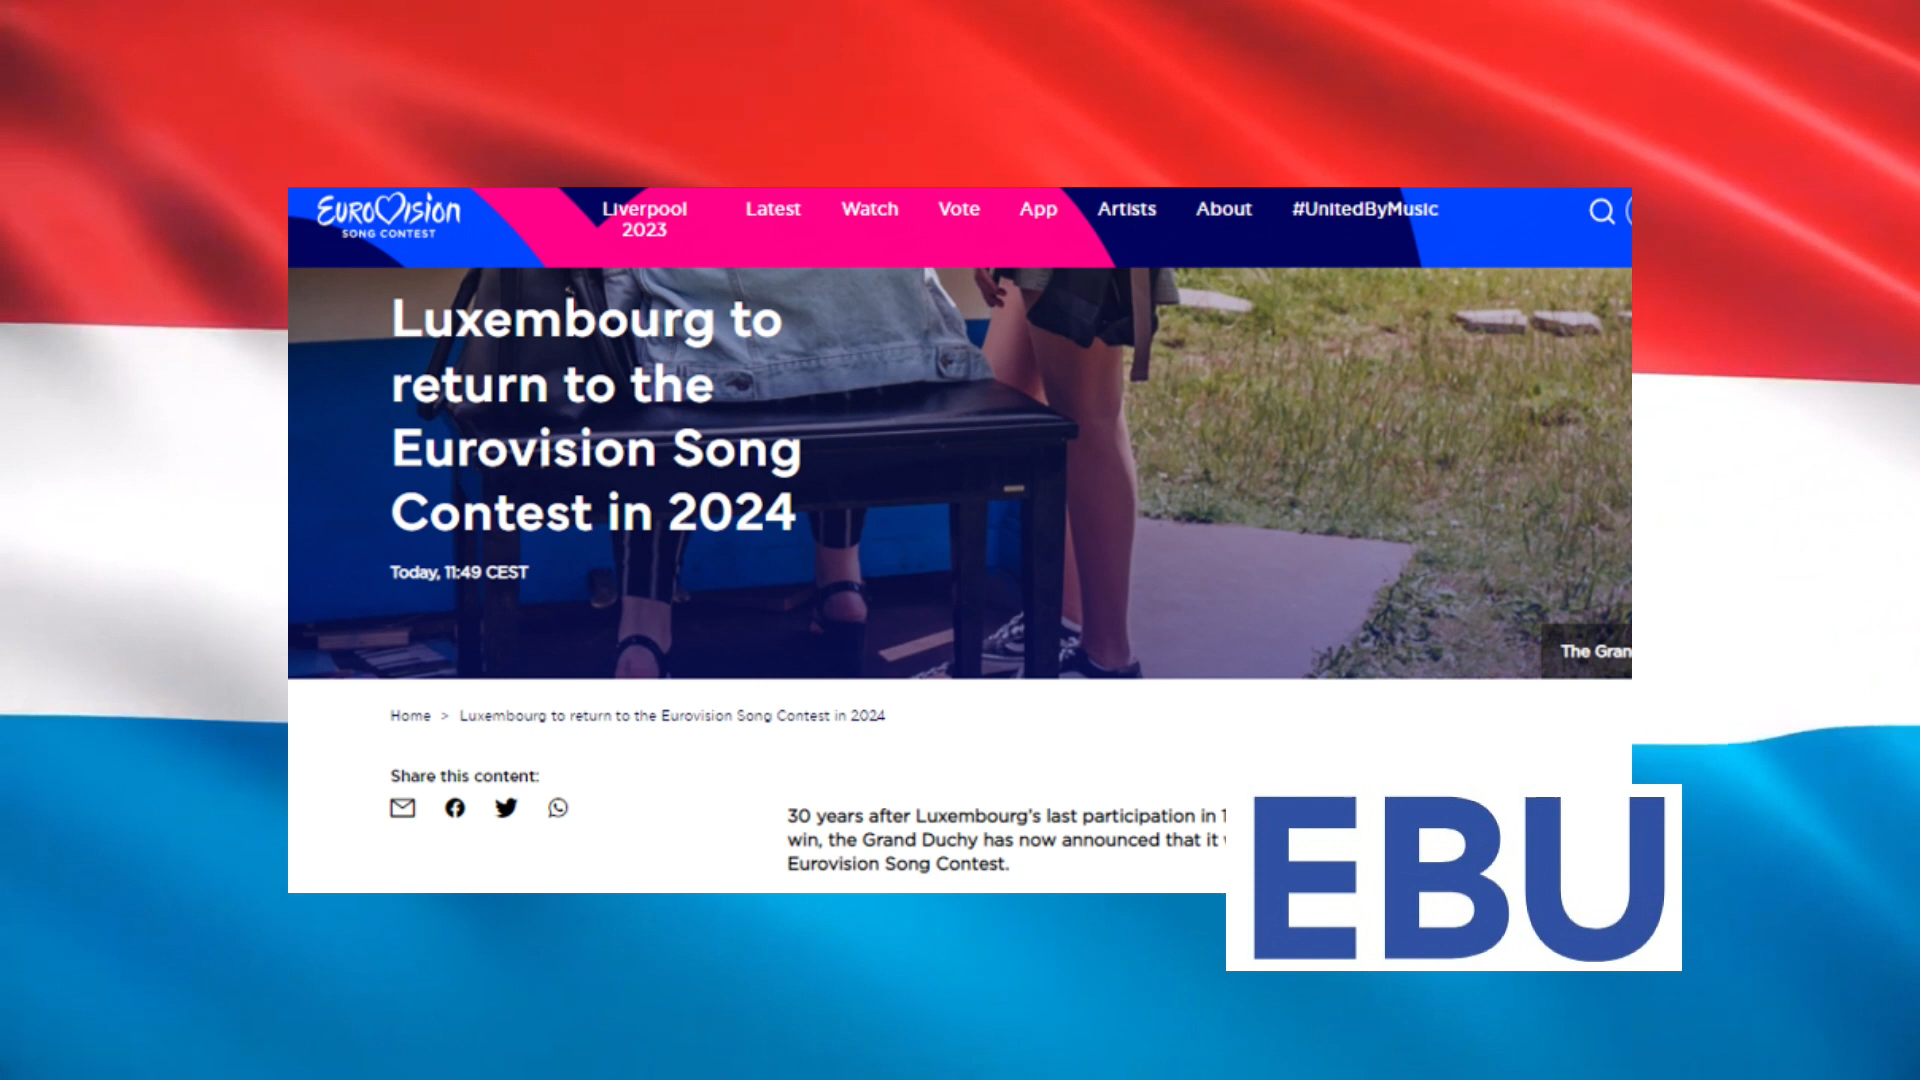 EUROVISION
SONG CONTEST
Liverpool
2023
Latest
Watch
Vote
App
Artists
About
#UnitedByMusic
Luxembourg to
return to the
Eurovision Song
Contest in 2024
Today, 11:49 CEST
The Gran
Home > Luxembourg to return to the Eurovision Song Contest in 2024
Share this content:
30 years after Luxembourg's last participation in 1
win, the Grand Duchy has now announced that it
Eurovision Song Contest.
EBU